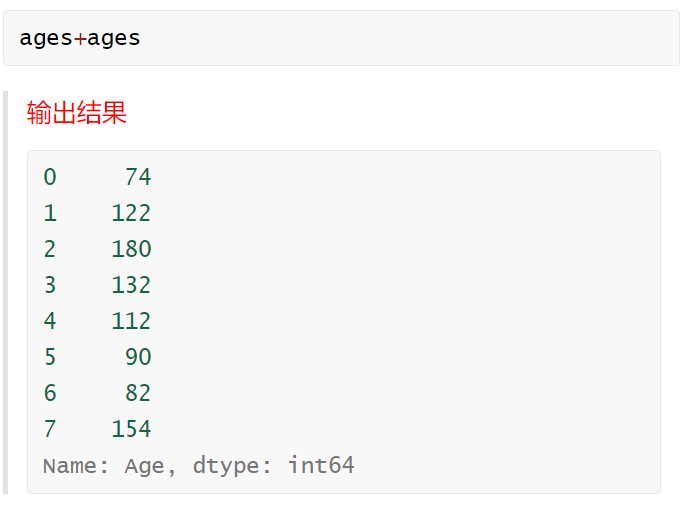 ages+ages
输出结果
0     74
1    122
2    180
3    132
4    112
5     90
6     82
7    154
Name: Age, dtype: int64